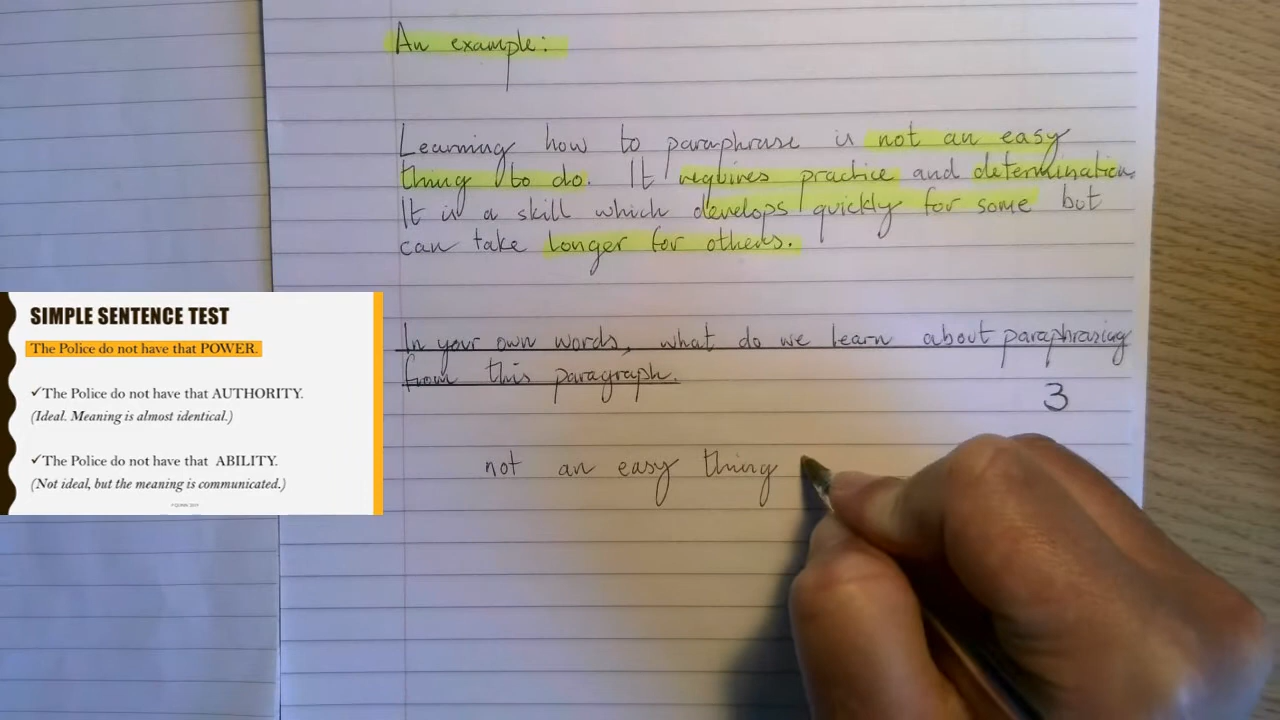 An example:
Learning how to paraphrase is not an easy
thing to do. It requires practice and determination.
It is a skill which develops quickly for some but
can take longer for others.
In your own words, what do we learn about paraphrasing
from this paragraph.
3
not an easy thing
SIMPLE SENTENCE TEST
The Police do not have that POWER.
✓The Police do not have that AUTHORITY.
(Ideal. Meaning is almost identical.)
✓The Police do not have that ABILITY.
(Not ideal, but the meaning is communicated.)